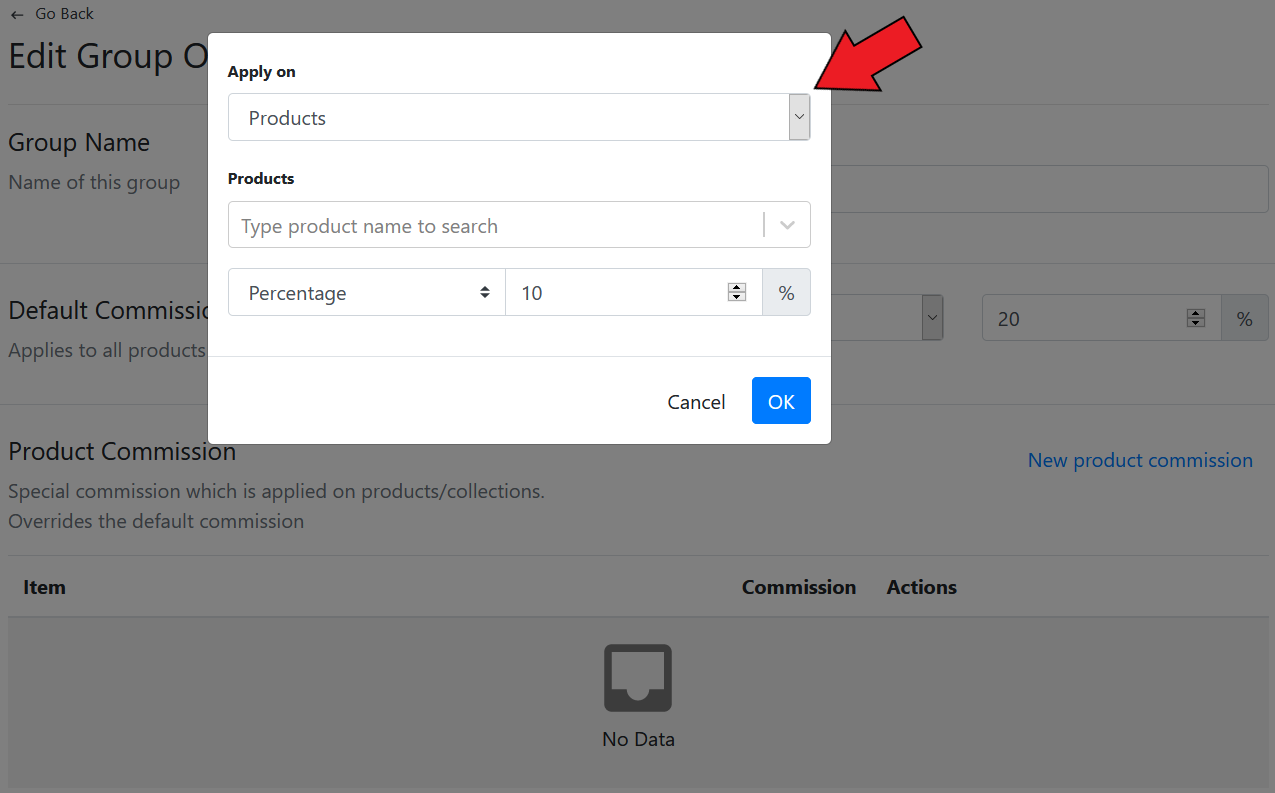 ← Go Back
Edit Group O
Apply on
Products
Group Name
Name of this group
Products
Type product name to search
Percentage 10 %
Default Commissi
20 %
Applies to all products
Cancel OK
Product Commission
New product commission
Special commission which is applied on products/collections.
Overrides the default commission
Item Commission Actions
No Data